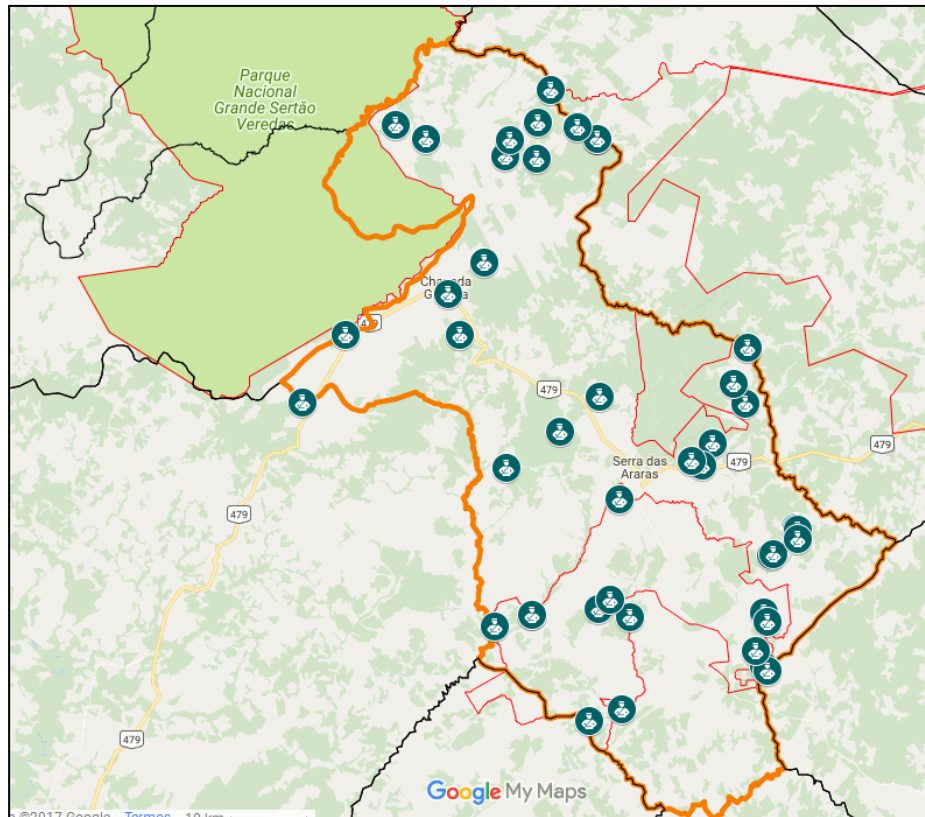 Parque
Nacional
Grande Sertão
Veredas
Chapada
479
479
Serra das
Araras
479
479
479
479
Google My Maps
©2017 Google Termos 10 km